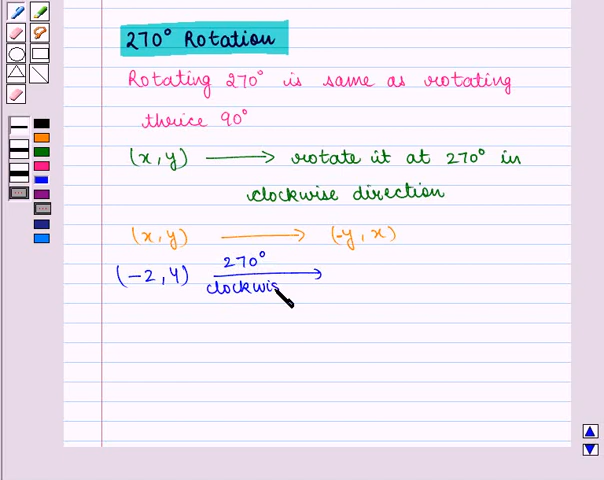 270° Rotation
Rotating 270° is same as rotating
thrice 90°
(x,y) ⟶ rotate it at 270° in
clockwise direction
(x,y) ⟶ (-y,x)
(-2,4) 270° ⟶
clockwis